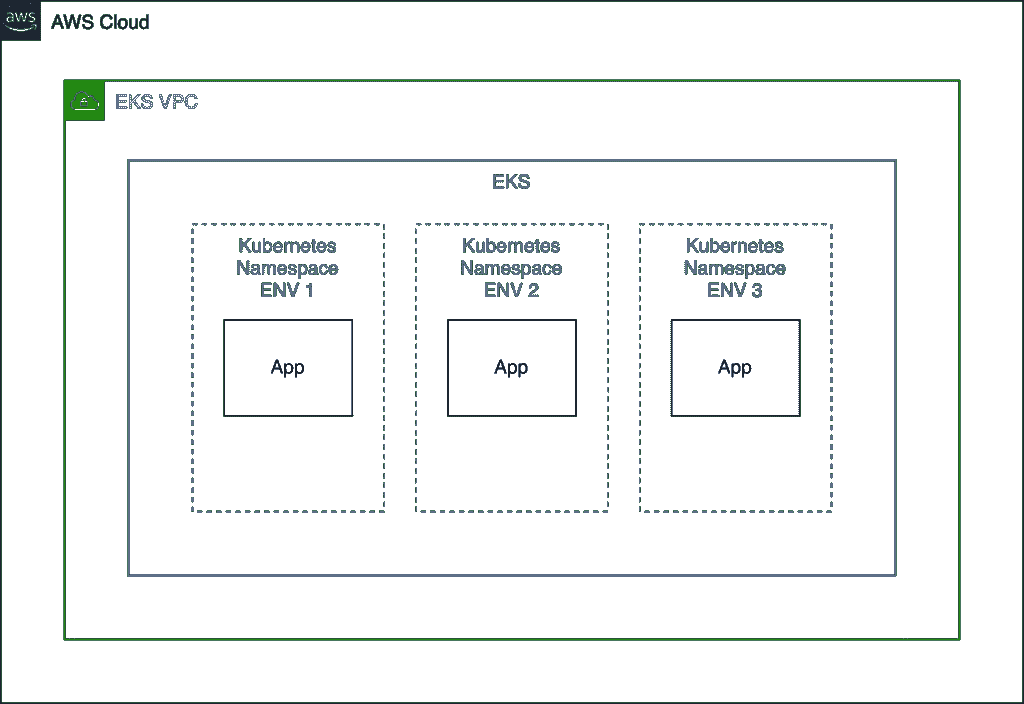 aws
AWS Cloud
EKS VPC
EKS
Kubernetes
Namespace
ENV 1
App
Kubernetes
Namespace
ENV 2
App
Kubernetes
Namespace
ENV 3
App